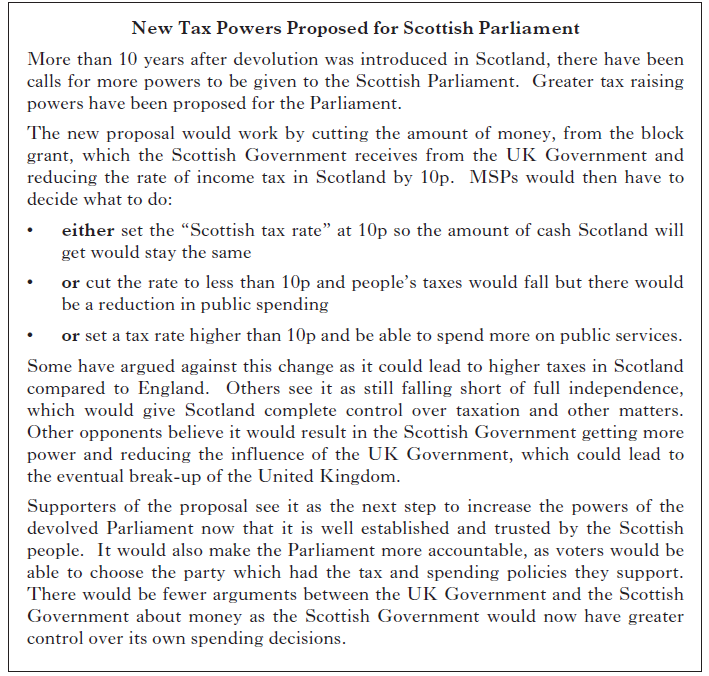 New Tax Powers Proposed for Scottish Parliament
More than 10 years after devolution was introduced in Scotland, there have been
calls for more powers to be given to the Scottish Parliament. Greater tax raising
powers have been proposed for the Parliament.
The new proposal would work by cutting the amount of money, from the block
grant, which the Scottish Government receives from the UK Government and
reducing the rate of income tax in Scotland by 10p. MSPs would then have to
decide what to do:
• either set the “Scottish tax rate” at 10p so the amount of cash Scotland will
get would stay the same
• or cut the rate to less than 10p and people’s taxes would fall but there would
be a reduction in public spending
• or set a tax rate higher than 10p and be able to spend more on public services.
Some have argued against this change as it could lead to higher taxes in Scotland
compared to England. Others see it as still falling short of full independence,
which would give Scotland complete control over taxation and other matters.
Other opponents believe it would result in the Scottish Government getting more
power and reducing the influence of the UK Government, which could lead to
the eventual break-up of the United Kingdom.
Supporters of the proposal see it as the next step to increase the powers of the
devolved Parliament now that it is well established and trusted by the Scottish
people. It would also make the Parliament more accountable, as voters would be
able to choose the party which had the tax and spending policies they support.
There would be fewer arguments between the UK Government and the Scottish
Government about money as the Scottish Government would now have greater
control over its own spending decisions.